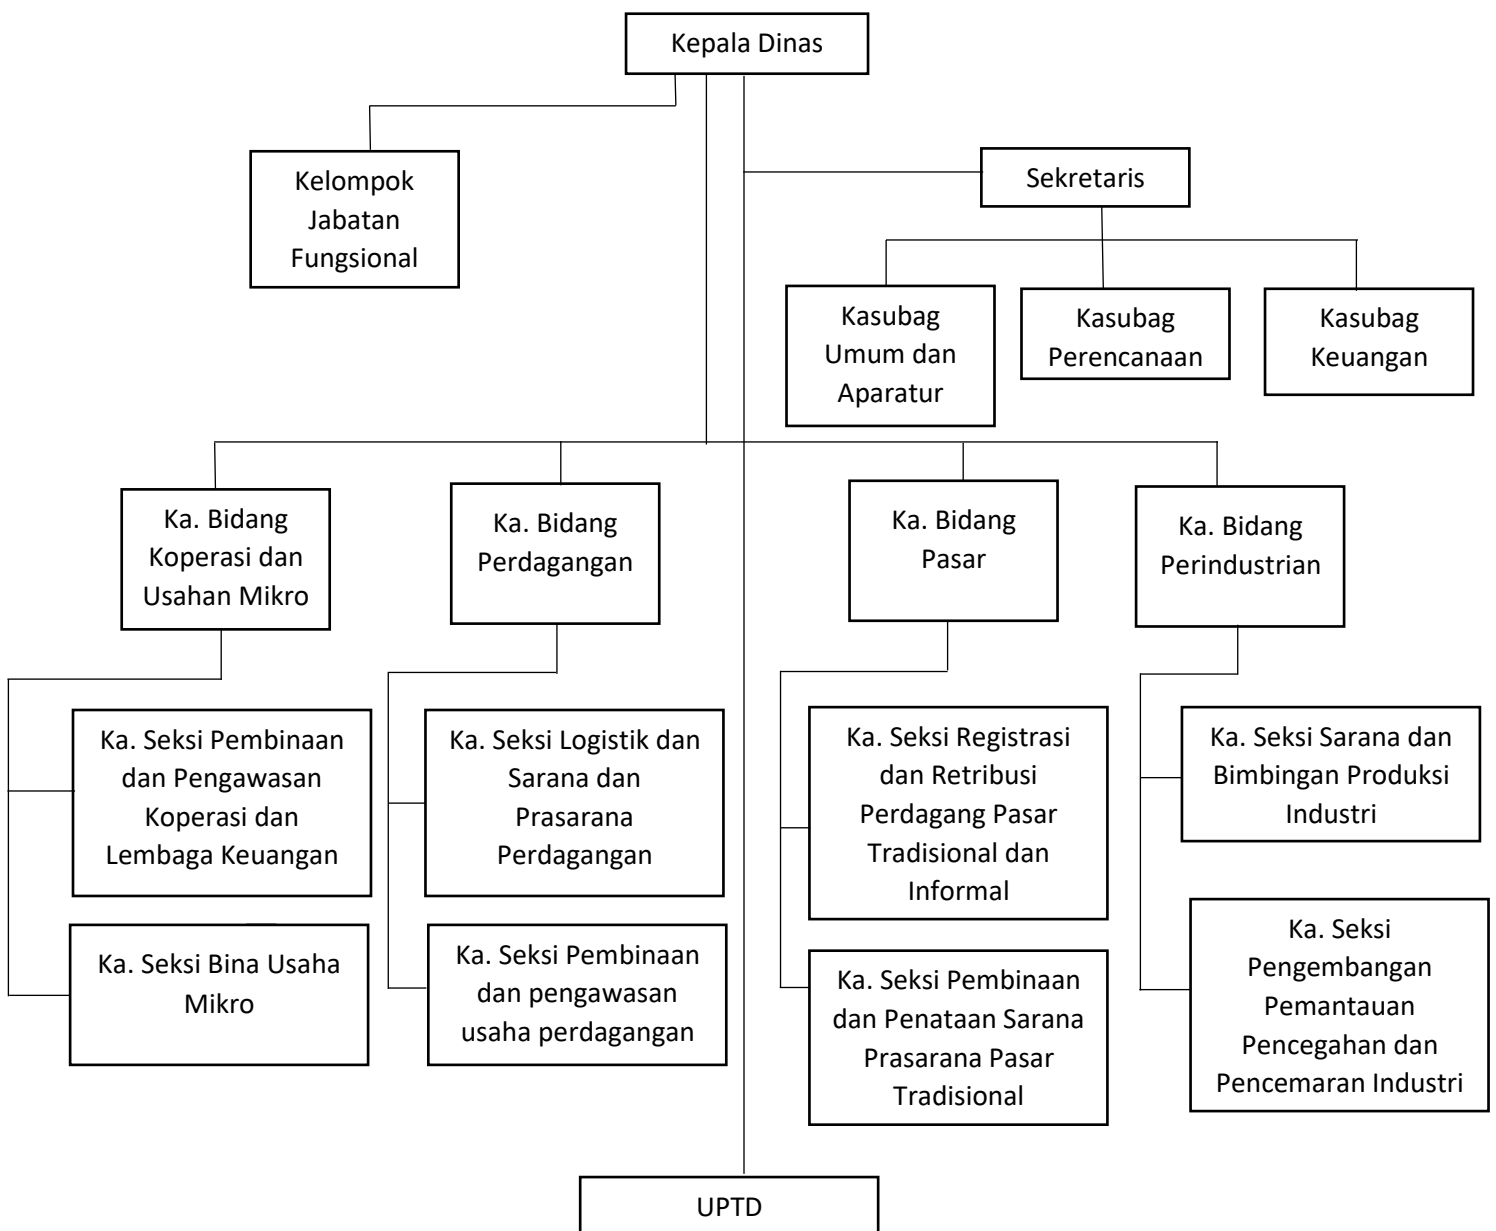 Kepala Dinas
Kelompok
Jabatan
Fungsional
Sekretaris
Kasubag
Umum dan
Aparatur
Kasubag
Perencanaan
Kasubag
Keuangan
Ka. Bidang
Koperasi dan
Usahan Mikro
Ka. Bidang
Perdagangan
Ka. Bidang
Pasar
Ka. Bidang
Perindustrian
Ka. Seksi Pembinaan
dan Pengawasan
Koperasi dan
Lembaga Keuangan
Ka. Seksi Logistik dan
Sarana dan
Prasarana
Perdagangan
Ka. Seksi Registrasi
dan Retribusi
Perdagang Pasar
Tradisional dan
Informal
Ka. Seksi Sarana dan
Bimbingan Produksi
Industri
Ka. Seksi Bina Usaha
Mikro
Ka. Seksi Pembinaan
dan pengawasan
usaha perdagangan
Ka. Seksi Pembinaan
dan Penataan Sarana
Prasarana Pasar
Tradisional
Ka. Seksi
Pengembangan
Pemantauan
Pencegahan dan
Pencemaran Industri
UPTD